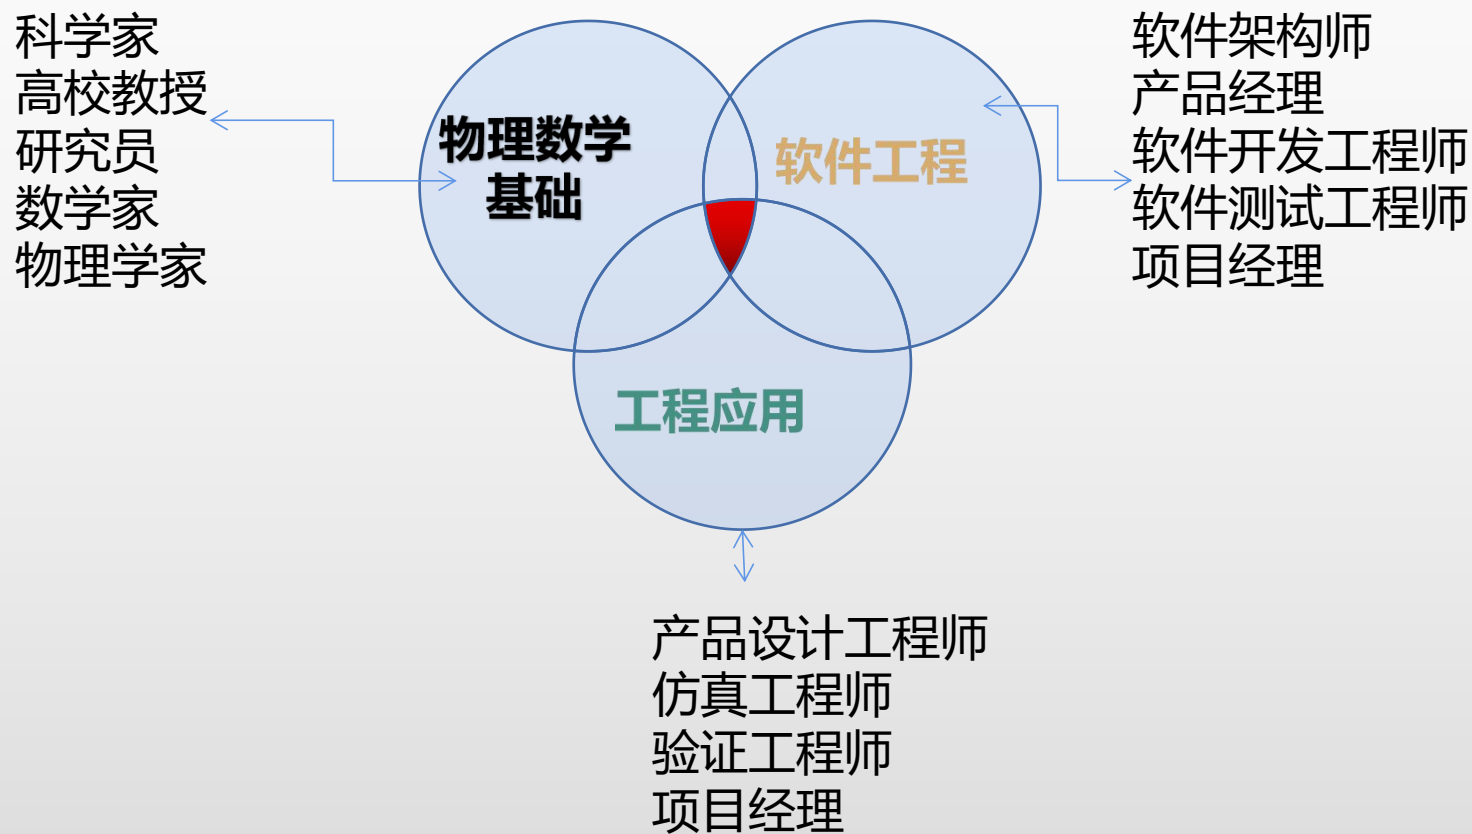 科学家
高校教授
研究员
数学家
物理学家
物理数学
基础
软件工程
工程应用
软件架构师
产品经理
软件开发工程师
软件测试工程师
项目经理
产品设计工程师
仿真工程师
验证工程师
项目经理